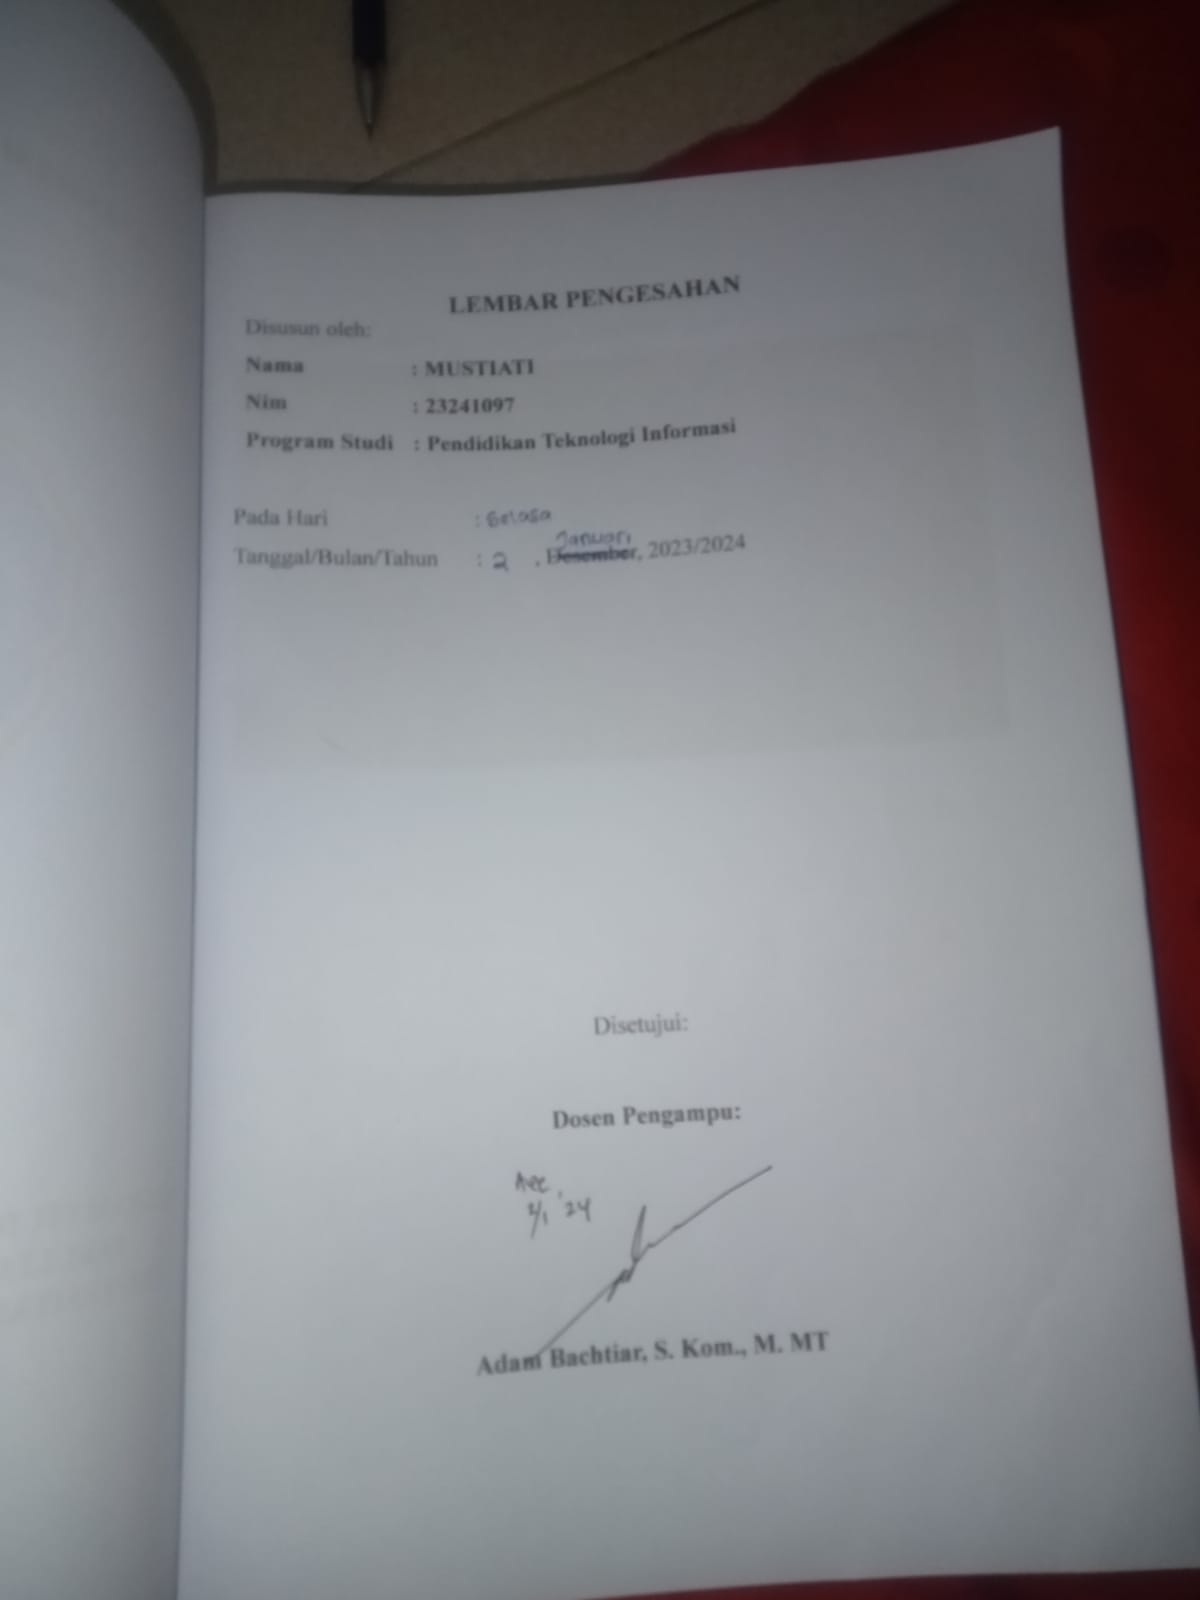 LEMBAR PENGESAHAN
Disusun oleh:
Nama : MUSTIATI
Nim : 23241097
Program Studi : Pendidikan Teknologi Informasi
Pada Hari : Selasa
Januari
Tanggal/Bulan/Tahun : 2 , Desember, 2023/2024
Disetujui:
Dosen Pengampu:
Acc,
2/1 '24
Adam Bachtiar, S. Kom., M. MT